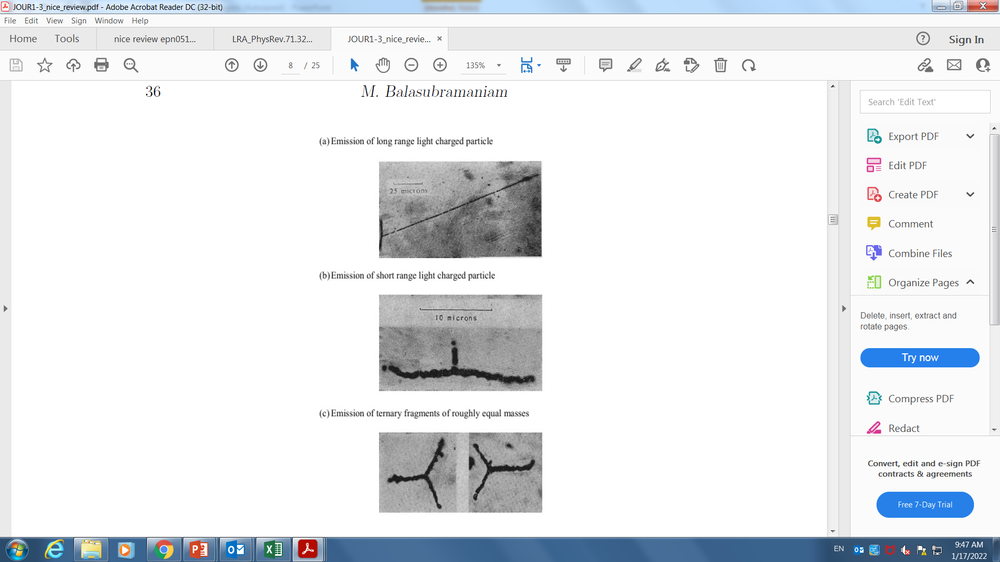 JOUR1-3_nice_review.pdf - Adobe Acrobat Reader DC (32-bit)
File Edit View Sign Window Help
Home Tools nice review epn051... LRA_PhysRev.71.32... JOUR1-3_nice_revie... × Sign In
8 / 25 135%
36 M. Balasubramaniam
(a) Emission of long range light charged particle
25 microns
(b) Emission of short range light charged particle
10 microns
(c) Emission of ternary fragments of roughly equal masses
Search 'Edit Text'
Export PDF
Edit PDF
Create PDF
Comment
Combine Files
Organize Pages
Delete, insert, extract and
rotate pages.
Try now
Compress PDF
Redact
Convert, edit and e-sign PDF
contracts & agreements
Free 7-Day Trial
EN
9:47 AM
1/17/2022